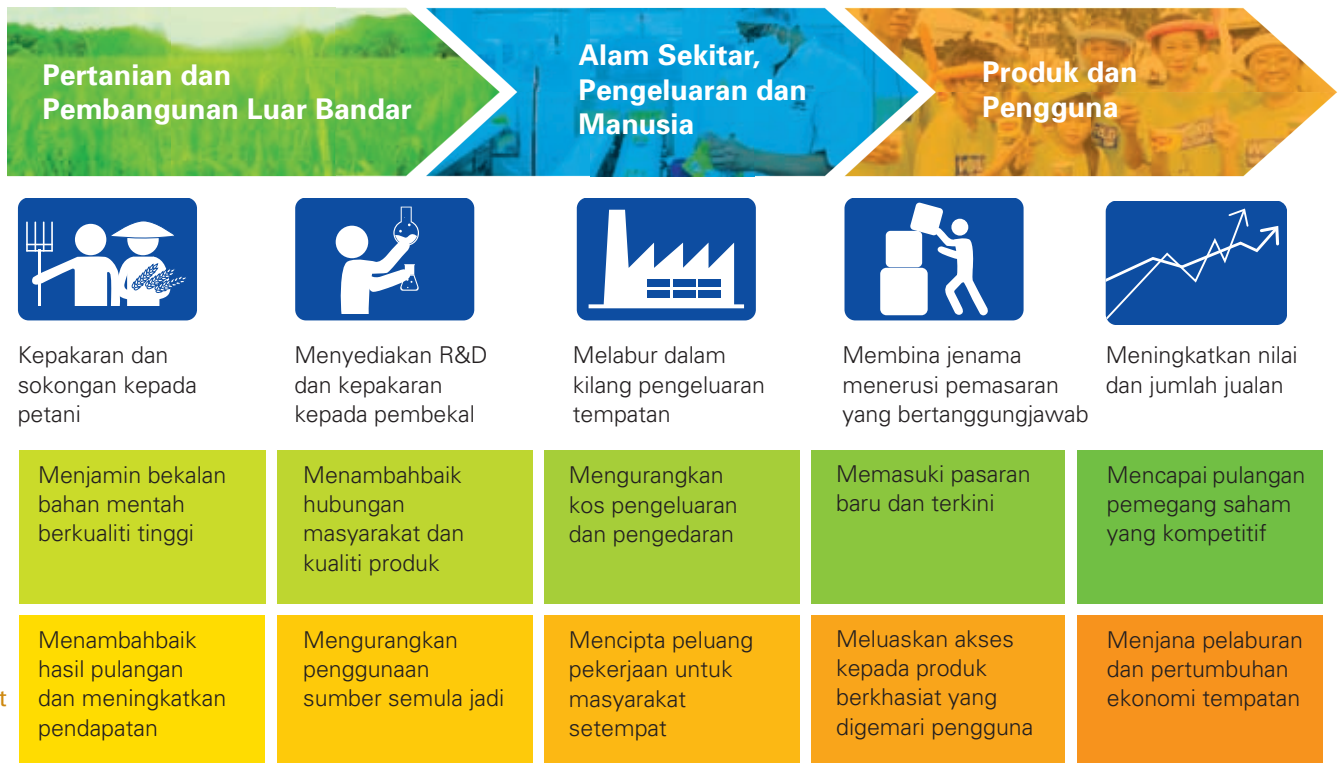 Pertanian dan
Pembangunan Luar Bandar
Alam Sekitar,
Pengeluaran dan
Manusia
Produk dan
Pengguna
Kepakaran dan
sokongan kepada
petani
Menyediakan R&D
dan kepakaran
kepada pembekal
Melabur dalam
kilang pengeluaran
tempatan
Membina jenama
menerusi pemasaran
yang bertanggungjawab
Meningkatkan nilai
dan jumlah jualan
Menjamin bekalan
bahan mentah
berkualiti tinggi
Menambahbaik
hubungan
masyarakat dan
kualiti produk
Mengurangkan
kos pengeluaran
dan pengedaran
Memasuki pasaran
baru dan terkini
Mencapai pulangan
pemegang saham
yang kompetitif
Menambahbaik
hasil pulangan
dan meningkatkan
pendapatan
Mengurangkan
penggunaan
sumber semula jadi
Mencipta peluang
pekerjaan untuk
masyarakat
setempat
Meluaskan akses
kepada produk
berkhasiat yang
digemari pengguna
Menjana pelaburan
dan pertumbuhan
ekonomi tempatan